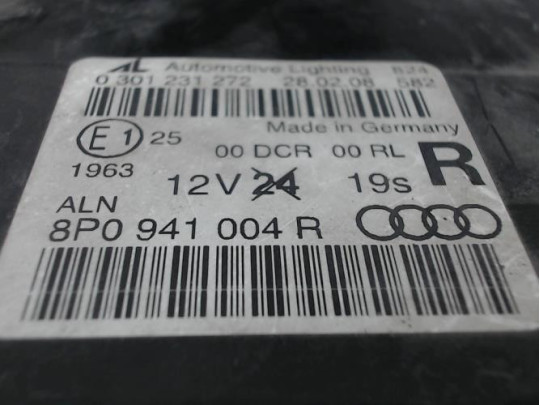 AL Automotive Lighting 824
0 301 231 272 28.02.08 582
Made in Germany
E1 25 00 DCR 00 RL R
1963 12V 24 19s
ALN
8P0 941 004 R